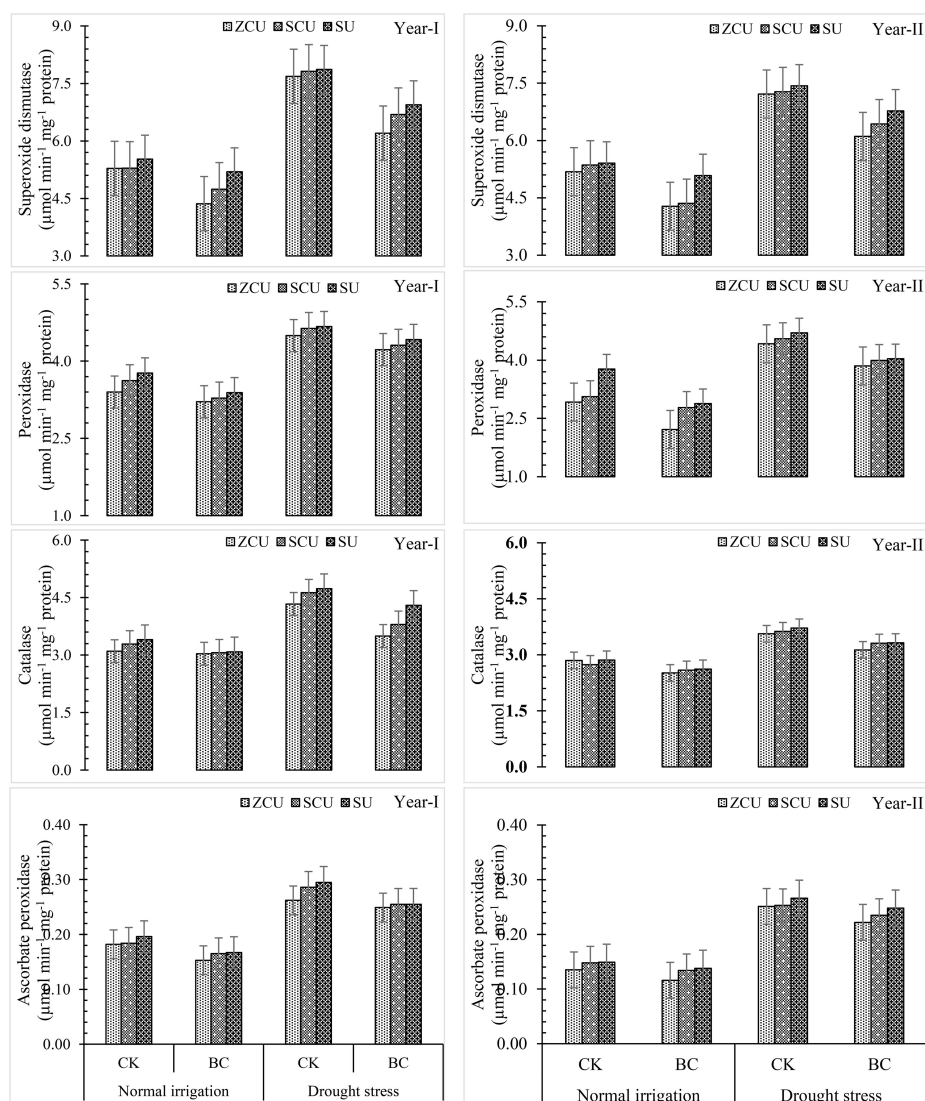 ZCU SCU SU Year-I
Superoxide dismutase
(µmol min⁻¹ mg⁻¹ protein)
9.0
7.5
6.0
4.5
3.0
ZCU SCU SU Year-II
Superoxide dismutase
(µmol min⁻¹ mg⁻¹ protein)
9.0
7.5
6.0
4.5
3.0
ZCU SCU SU Year-I
Peroxidase
(µmol min⁻¹ mg⁻¹ protein)
5.5
4.0
2.5
1.0
ZCU SCU SU Year-II
Peroxidase
(µmol min⁻¹ mg⁻¹ protein)
5.5
4.0
2.5
1.0
ZCU SCU SU Year-I
Catalase
(µmol min⁻¹ mg⁻¹ protein)
6.0
4.5
3.0
1.5
0.0
ZCU SCU SU Year-II
Catalase
(µmol min⁻¹ mg⁻¹ protein)
6.0
4.5
3.0
1.5
0.0
ZCU SCU SU Year-I
Ascorbate peroxidase
(µmol min⁻¹ mg⁻¹ protein)
0.40
0.30
0.20
0.10
0.00
CK BC CK BC
Normal irrigation Drought stress
ZCU SCU SU Year-II
Ascorbate peroxidase
(µmol min⁻¹ mg⁻¹ protein)
0.40
0.30
0.20
0.10
0.00
CK BC CK BC
Normal irrigation Drought stress